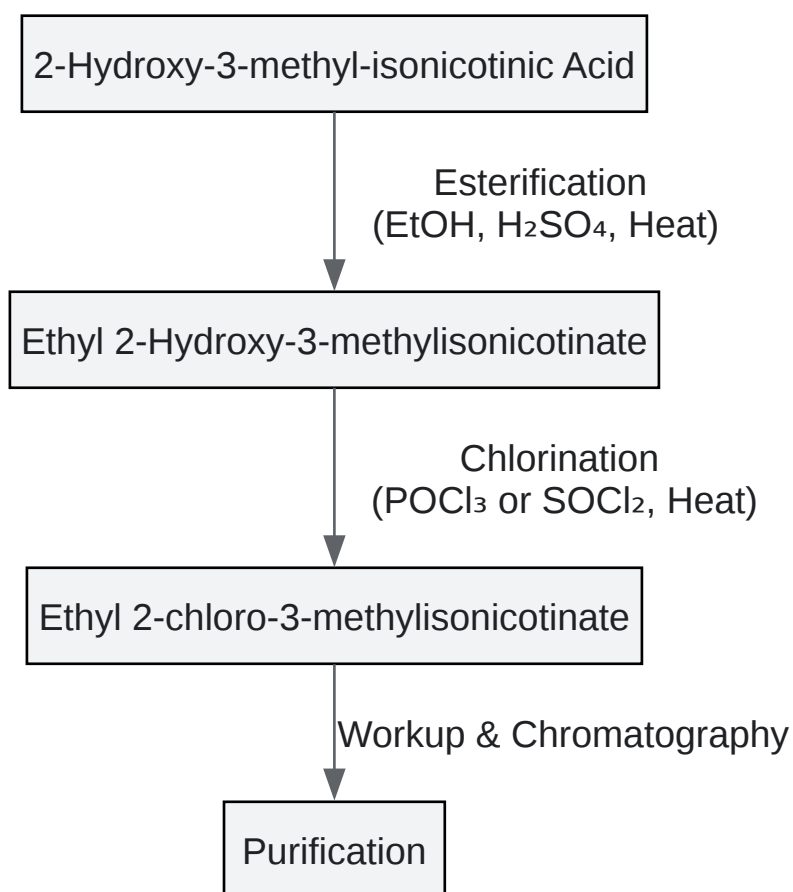 2-Hydroxy-3-methyl-isonicotinic Acid
Esterification
(EtOH, H₂SO₄, Heat)
Ethyl 2-Hydroxy-3-methylisonicotinate
Chlorination
(POCl₃ or SOCl₂, Heat)
Ethyl 2-chloro-3-methylisonicotinate
Workup & Chromatography
Purification